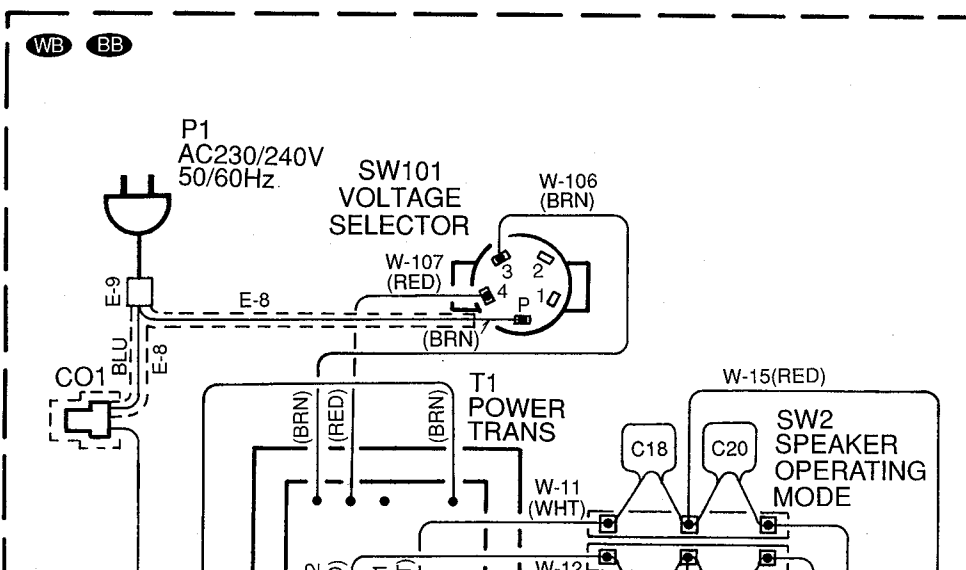 WB BB
P1
AC230/240V
50/60Hz
SW101
VOLTAGE
SELECTOR
W-106
(BRN)
W-107
(RED)
3
2
4
1
P
E-9
E-8
(BRN)
BLU
E-8
CO1
(BRN)
(RED)
(BRN)
T1
POWER
TRANS
W-15(RED)
SW2
SPEAKER
OPERATING
MODE
C18
C20
W-11
(WHT)
W-12